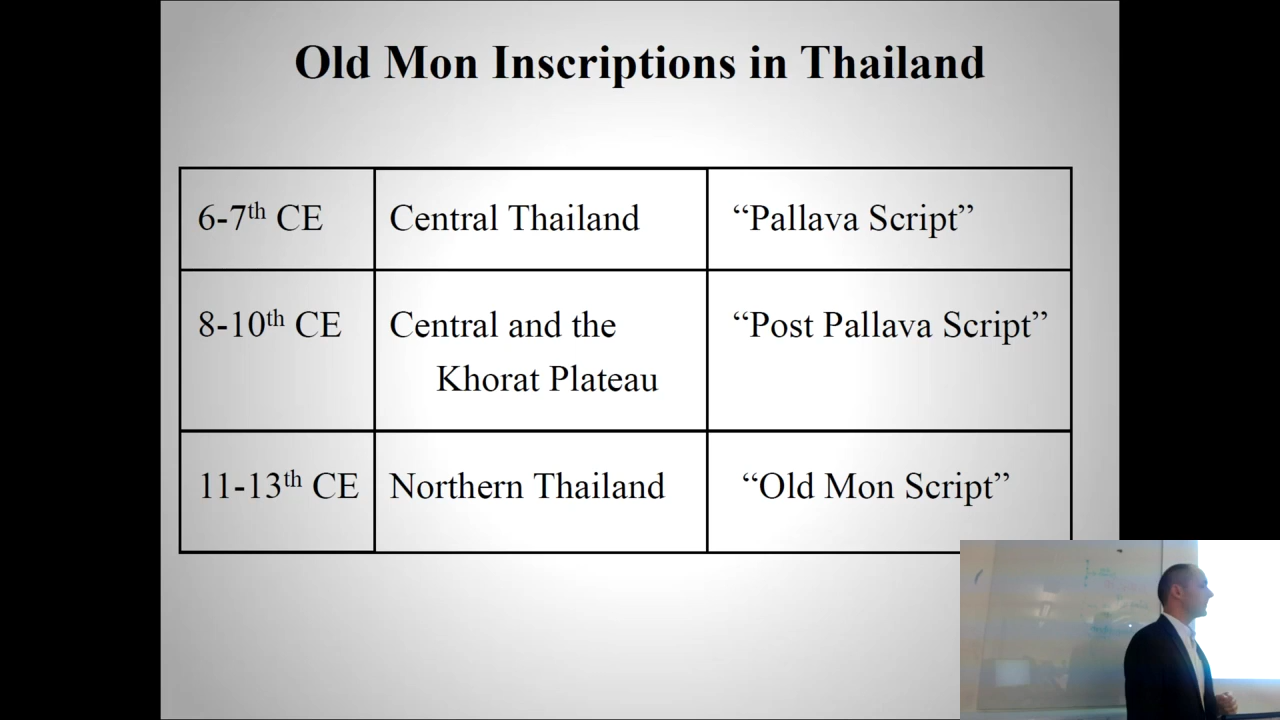 Old Mon Inscriptions in Thailand
6-7th CE
Central Thailand
“Pallava Script”
8-10th CE
Central and the
Khorat Plateau
“Post Pallava Script”
11-13th CE
Northern Thailand
“Old Mon Script”